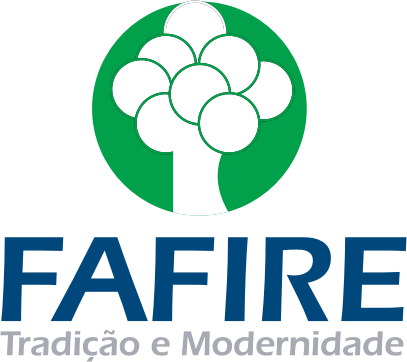 FAFIRE
Tradição e Modernidade